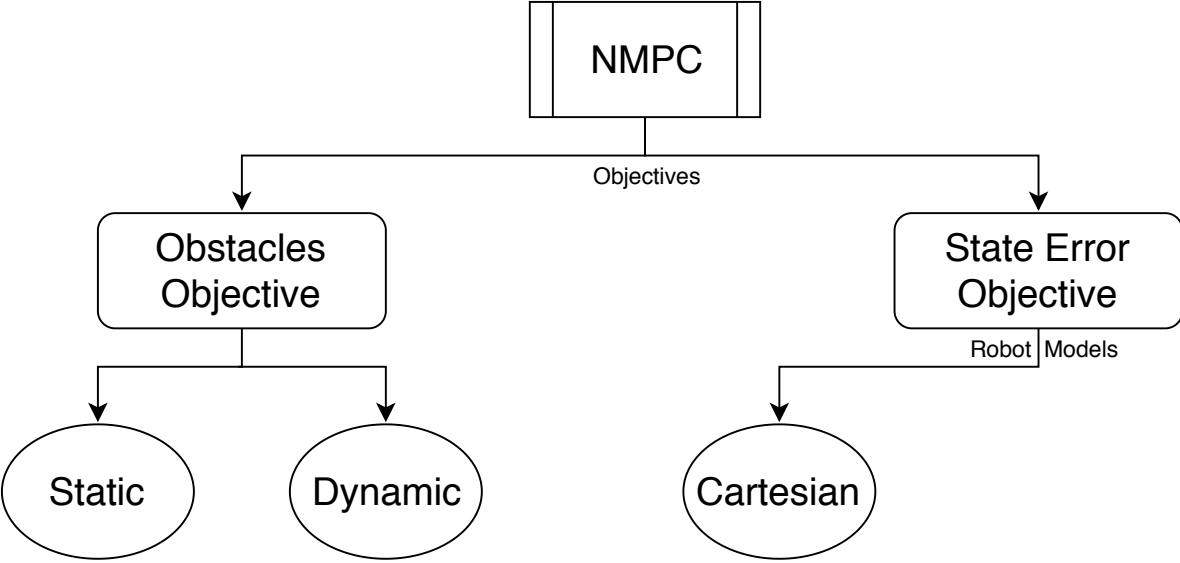 NMPC
Objectives
Obstacles
Objective
State Error
Objective
Robot Models
Static
Dynamic
Cartesian